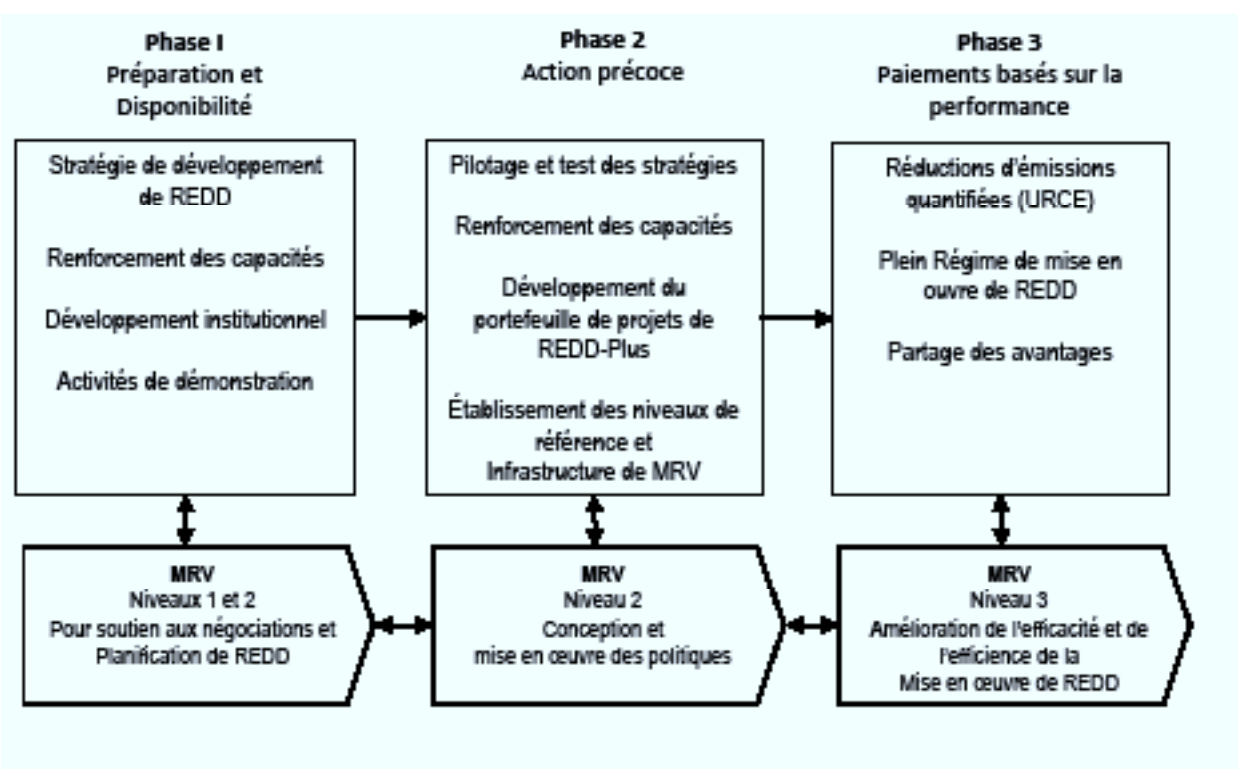 Phase I
Préparation et
Disponibilité
Stratégie de développement
de REDD
Renforcement des capacités
Développement institutionnel
Activités de démonstration
MRV
Niveaux 1 et 2
Pour soutien aux négociations et
Planification de REDD
Phase 2
Action précoce
Pilotage et test des stratégies
Renforcement des capacités
Développement du
portefeuille de projets de
REDD-Plus
Établissement des niveaux de
référence et
Infrastructure de MRV
MRV
Niveau 2
Conception et
mise en œuvre des politiques
Phase 3
Paiements basés sur la
performance
Réductions d'émissions
quantifiées (URCE)
Plein Régime de mise en
ouvre de REDD
Partage des avantages
MRV
Niveau 3
Amélioration de l'efficacité et de
l'efficience de la
Mise en œuvre de REDD